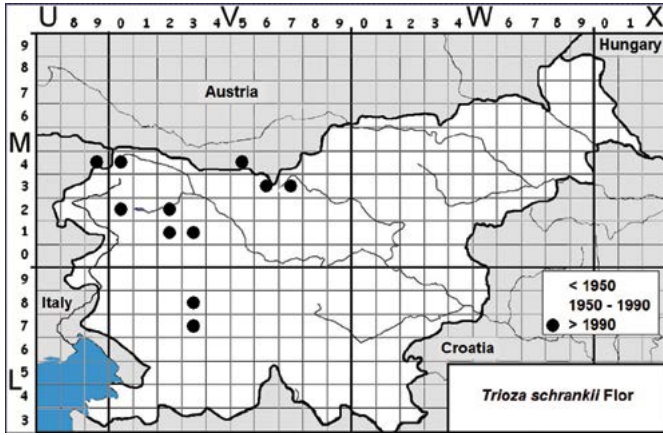 U 8 9 0 1 2 3 4 V 5 6 7 8 9 0 1 2 3 4 W 6 7 8 9 0 1 X
9
Hungary
8
Austria
7
6
M
4
3
2
1
0
9
< 1950
Italy
8
1950 - 1990
7
> 1990
6
Croatia
5
L
4
Trioza schrankii Flor
3